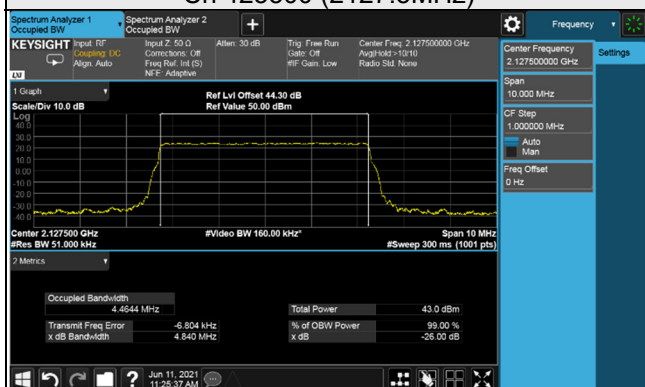 Spectrum Analyzer 1
Occupied BW
Spectrum Analyzer 2
Occupied BW
Frequency
KEYSIGHT
Input: RF
Coupling: DC
Align: Auto
Input Z: 50 Ω
Corrections: Off
Freq Ref: Int (S)
NFE: Adaptive
Atten: 30 dB
Trig: Free Run
Gate: Off
#IF Gain: Low
Center Freq: 2.127500000 GHz
Avg|Hold:>10/10
Radio Std: None
LXI
Center Frequency
2.127500000 GHz
Settings
Span
10.000 MHz
CF Step
1.000000 MHz
Auto
Man
Freq Offset
0 Hz
1 Graph
Scale/Div 10.0 dB
Ref Lvl Offset 44.30 dB
Ref Value 50.00 dBm
Log
40.0
30.0
20.0
10.0
0.00
-10.0
-20.0
-30.0
-40.0
Center 2.127500 GHz
#Res BW 51.000 kHz
#Video BW 160.00 kHz*
Span 10 MHz
#Sweep 300 ms (1001 pts)
2 Metrics
Occupied Bandwidth
4.4644 MHz
Total Power 43.0 dBm
Transmit Freq Error -6.804 kHz
% of OBW Power 99.00 %
x dB Bandwidth 4.840 MHz
x dB -26.00 dB
Jun 11, 2021
11:25:37 AM